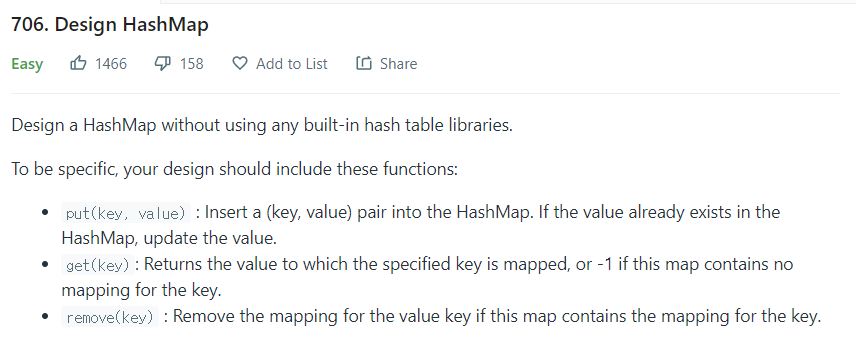 706. Design HashMap
Easy 1466 158 Add to List Share
Design a HashMap without using any built-in hash table libraries.
To be specific, your design should include these functions:
• put(key, value) : Insert a (key, value) pair into the HashMap. If the value already exists in the
HashMap, update the value.
• get(key) : Returns the value to which the specified key is mapped, or -1 if this map contains no
mapping for the key.
• remove(key) : Remove the mapping for the value key if this map contains the mapping for the key.